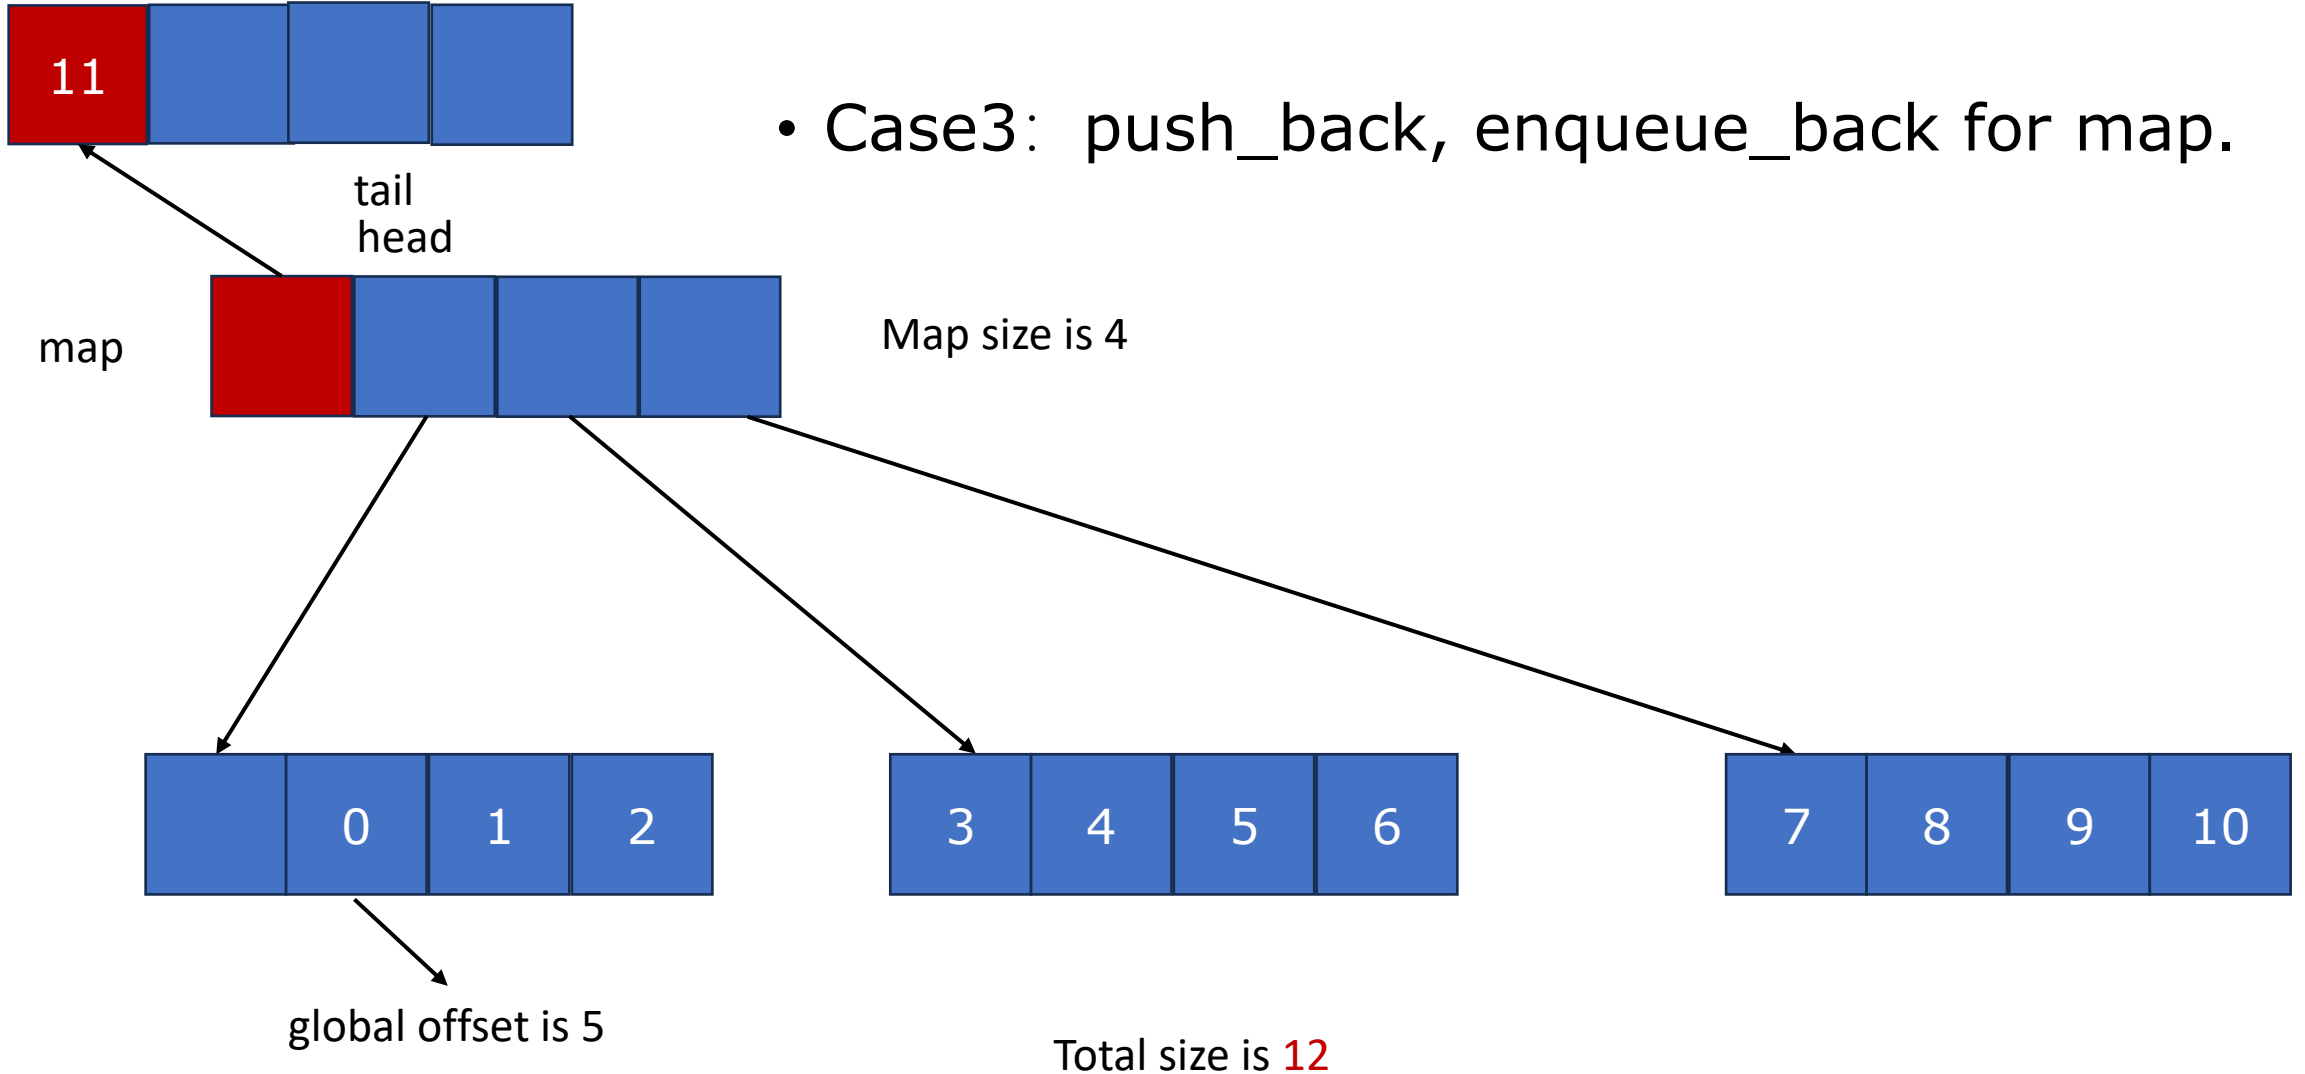 11
• Case3： push_back, enqueue_back for map.
tail
head
map
Map size is 4
0 1 2
3 4 5 6
7 8 9 10
global offset is 5
Total size is 12